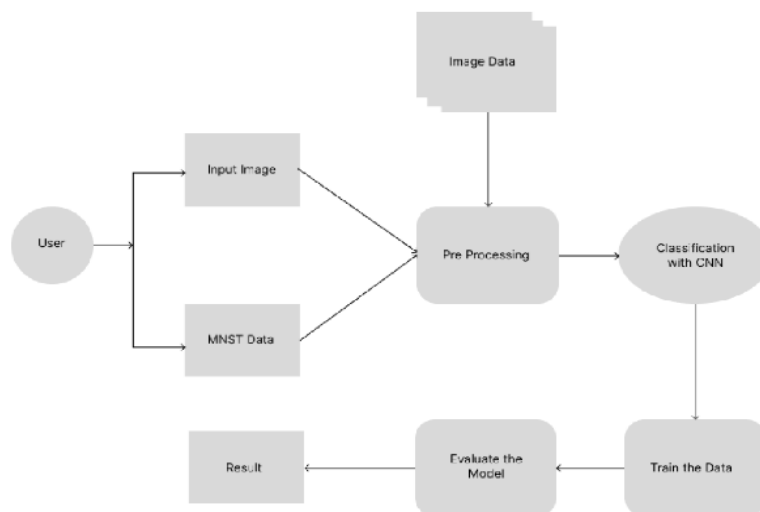 Image Data
Input Image
User
Pre Processing
Classification
with CNN
MNST Data
Result
Evaluate the
Model
Train the Data